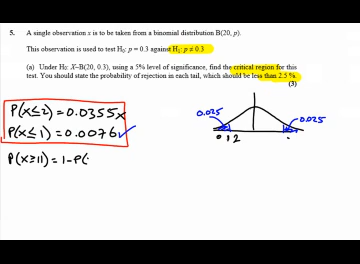 5. A single observation x is to be taken from a binomial distribution B(20, p).
This observation is used to test H₀: p = 0.3 against H₁: p ≠ 0.3
(a) Under H₀: X~B(20, 0.3), using a 5% level of significance, find the critical region for this
test. You should state the probability of rejection in each tail, which should be less than 2.5 %.
(3)
P(X≤2) = 0.0355 x
P(X≤1) = 0.0076 ✓
P(X≥11) = 1 - P(
0.025
0.025
0 1 2